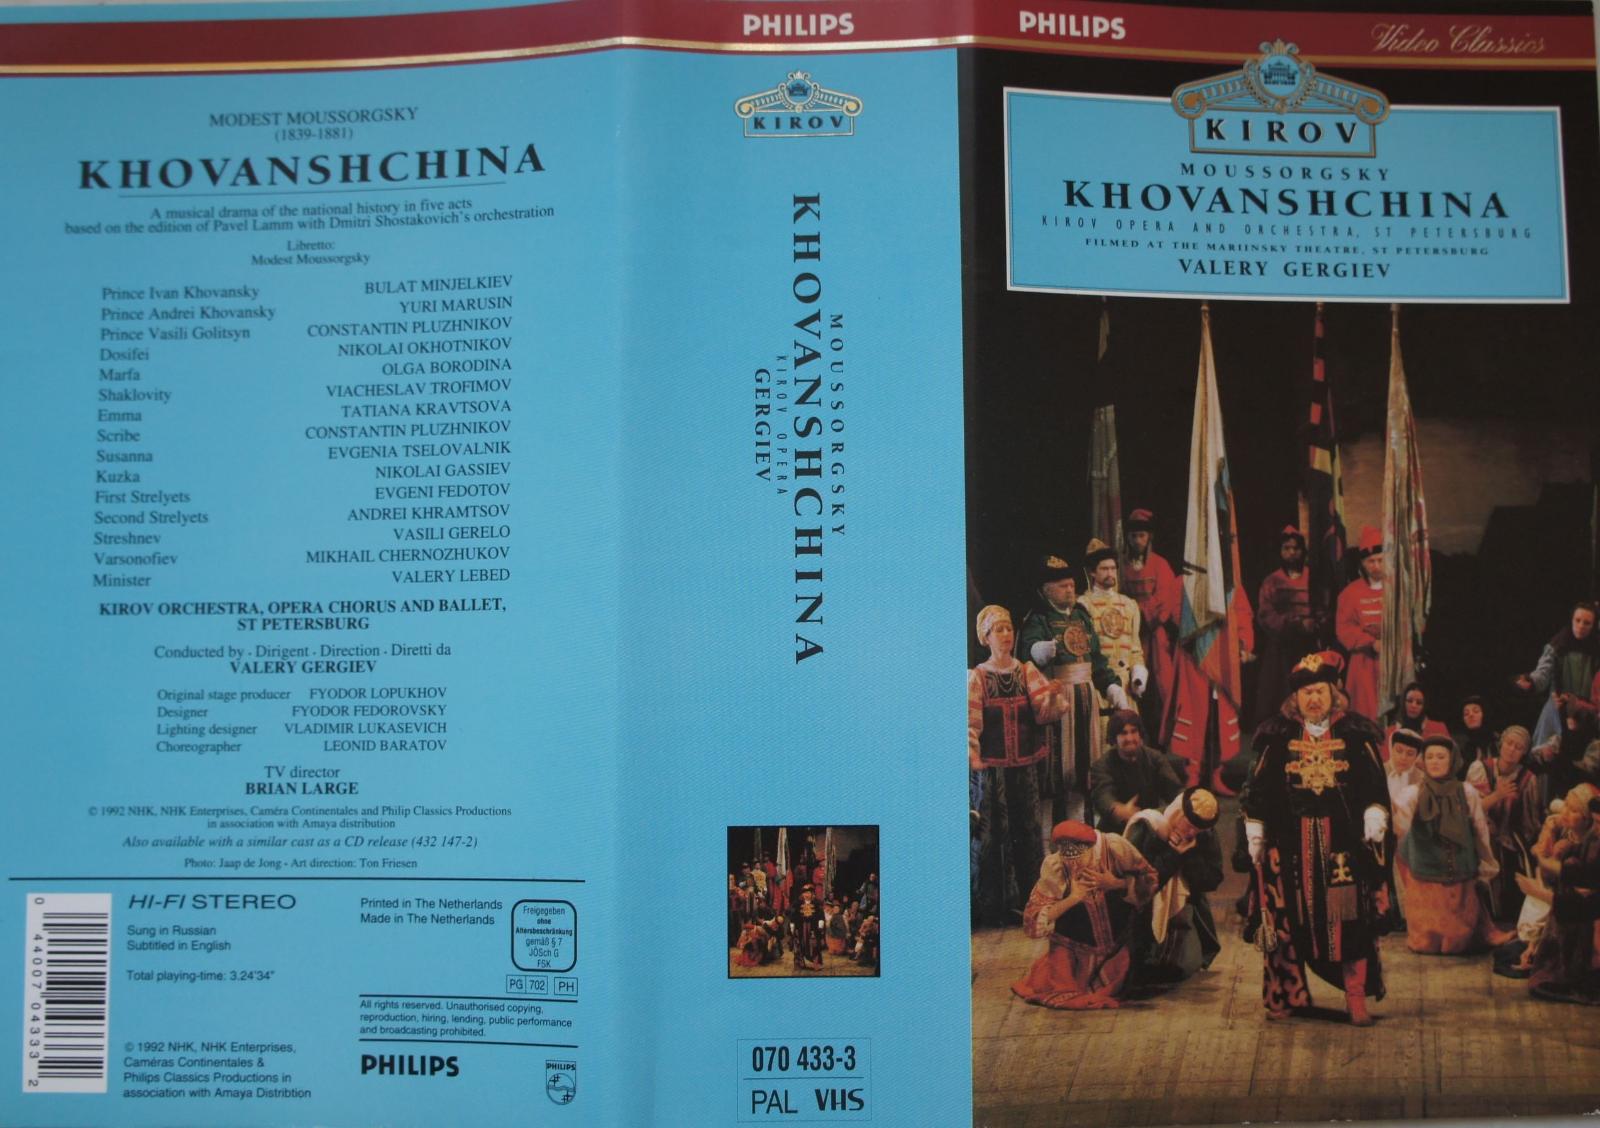 MODEST MOUSSORGSKY
(1839-1881)
KHOVANSHCHINA
A musical drama of the national history in five acts
based on the edition of Pavel Lamm with Dmitri Shostakovich's orchestration
Libretto:
Modest Moussorgsky
Prince Ivan Khovansky BULAT MINJELKIEV
Prince Andrei Khovansky YURI MARUSIN
Prince Vasili Golitsyn CONSTANTIN PLUZHNIKOV
Dosifei NIKOLAI OKHOTNIKOV
Marfa OLGA BORODINA
Shaklovity VIACHESLAV TROFIMOV
Emma TATIANA KRAVTSOVA
Scribe CONSTANTIN PLUZHNIKOV
Susanna EVGENIA TSELOVALNIK
Kuzka NIKOLAI GASSIEV
First Strelyets EVGENI FEDOTOV
Second Strelyets ANDREI KHRAMTSOV
Streshnev VASILI GERELO
Varsonofiev MIKHAIL CHERNOZHUKOV
Minister VALERY LEBED
KIROV ORCHESTRA, OPERA CHORUS AND BALLET,
ST PETERSBURG
Conducted by · Dirigent · Direction · Diretti da
VALERY GERGIEV
Original stage producer FYODOR LOPUKHOV
Designer FYODOR FEDOROVSKY
Lighting designer VLADIMIR LUKASEVICH
Choreographer LEONID BARATOV
TV director
BRIAN LARGE
© 1992 NHK, NHK Enterprises, Caméra Continentales and Philip Classics Productions
in association with Amaya distribution
Also available with a similar cast as a CD release (432 147-2)
Photo: Jaap de Jong - Art direction: Ton Friesen
0 44007 04333 2
HI-FI STEREO
Sung in Russian
Subtitled in English
Total playing-time: 3.24'34"
© 1992 NHK, NHK Enterprises,
Caméras Continentales &
Philips Classics Productions in
association with Amaya Distribtion
Printed in The Netherlands
Made in The Netherlands
Freigegeben
ohne
Altersbeschränkung
gemäß § 7
JÖSch G
FSK
PG 702 PH
All rights reserved. Unauthorised copying,
reproduction, hiring, lending, public performance
and broadcasting prohibited.
PHILIPS
PHILIPS
PHILIPS
KIROV
MOUSSORGSKY
KHOVANSHCHINA
KIROV OPERA
GERGIEV
070 433-3
PAL VHS
PHILIPS
Video Classics
KIROV
MOUSSORGSKY
KHOVANSHCHINA
KIROV OPERA AND ORCHESTRA, ST PETERSBURG
FILMED AT THE MARIINSKY THEATRE, ST PETERSBURG
VALERY GERGIEV